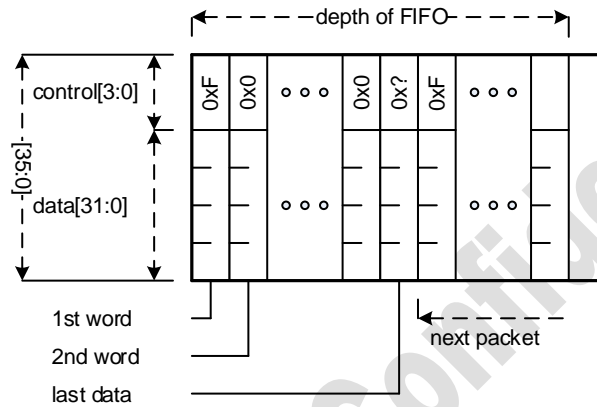 depth of FIFO
control[3:0]
0xF
0x0
0x0
0x?
0xF
[35:0]
data[31:0]
1st word
next packet
2nd word
last data